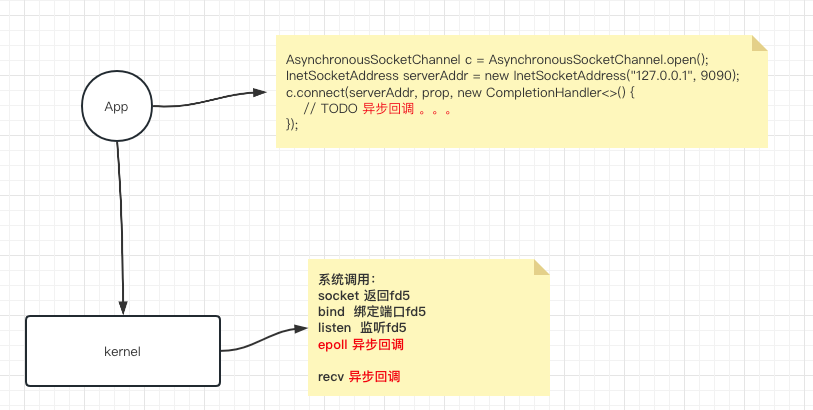 App
AsynchronousSocketChannel c = AsynchronousSocketChannel.open();
InetSocketAddress serverAddr = new InetSocketAddress("127.0.0.1", 9090);
c.connect(serverAddr, prop, new CompletionHandler<>() {
// TODO 异步回调 。。。
});
kernel
系统调用：
socket 返回fd5
bind 绑定端口fd5
listen 监听fd5
epoll 异步回调
recv 异步回调